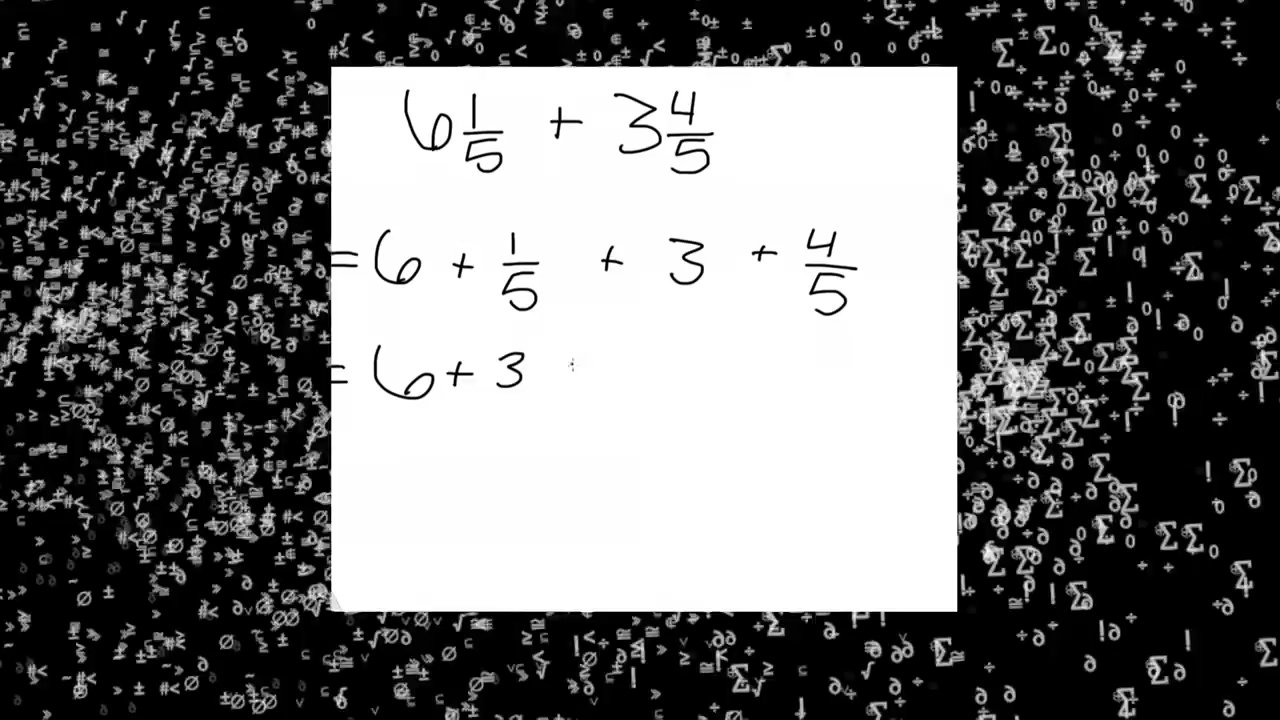 6 1/5 + 3 4/5
= 6 + 1/5 + 3 + 4/5
= 6 + 3